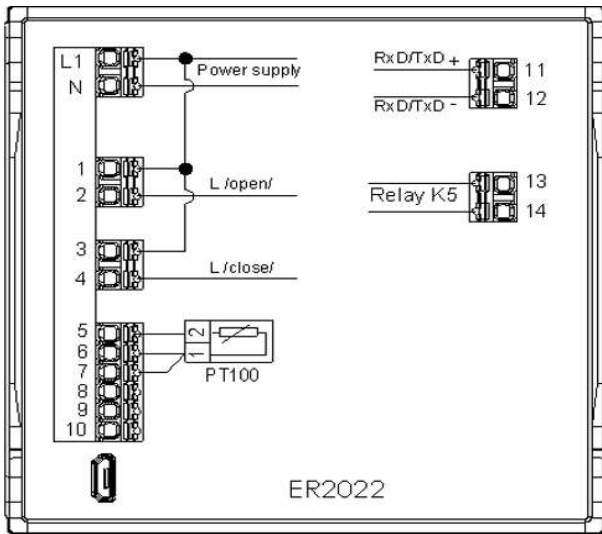 L1
Power supply
N
1
2
L /open/
3
4
L /close/
5
6
7
8
9
10
2
1
PT100
RxD/TxD +
11
RxD/TxD -
12
13
Relay K5
14
ER2022